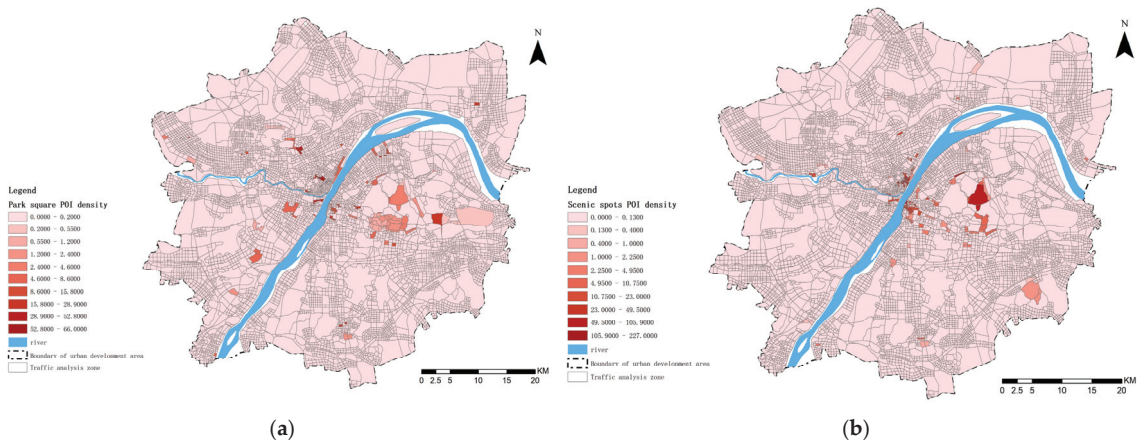 N
Legend
Park square POI density
0.0000 - 0.2000
0.2000 - 0.5500
0.5500 - 1.2000
1.2000 - 2.4000
2.4000 - 4.6000
4.6000 - 8.6000
8.6000 - 15.8000
15.8000 - 28.9000
28.9000 - 52.8000
52.8000 - 66.0000
river
Boundary of urban development area
Traffic analysis zone
KM
0 2.5 5 10 15 20
(a)
N
Legend
Scenic spots POI density
0.0000 - 0.1300
0.1300 - 0.4000
0.4000 - 1.0000
1.0000 - 2.2500
2.2500 - 4.9500
4.9500 - 10.7500
10.7500 - 23.0000
23.0000 - 49.5000
49.5000 - 105.9000
105.9000 - 227.0000
river
Boundary of urban development area
Traffic analysis zone
KM
0 2.5 5 10 15 20
(b)